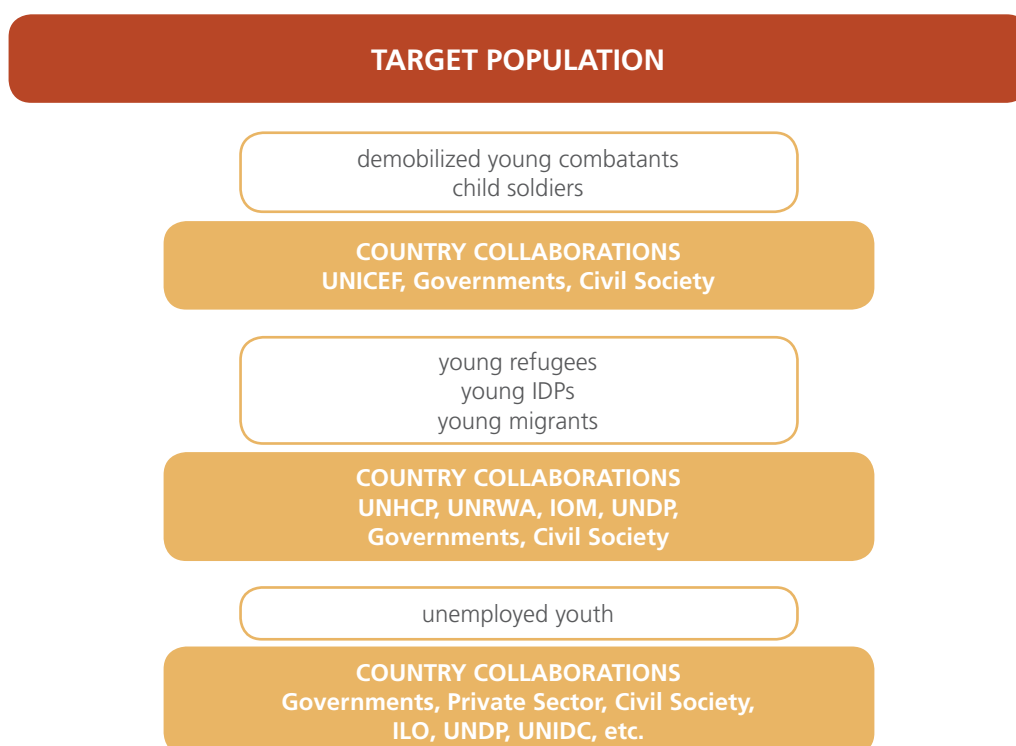 TARGET POPULATION
demobilized young combatants
child soldiers
COUNTRY COLLABORATIONS
UNICEF, Governments, Civil Society
young refugees
young IDPs
young migrants
COUNTRY COLLABORATIONS
UNHCP, UNRWA, IOM, UNDP,
Governments, Civil Society
unemployed youth
COUNTRY COLLABORATIONS
Governments, Private Sector, Civil Society,
ILO, UNDP, UNIDC, etc.